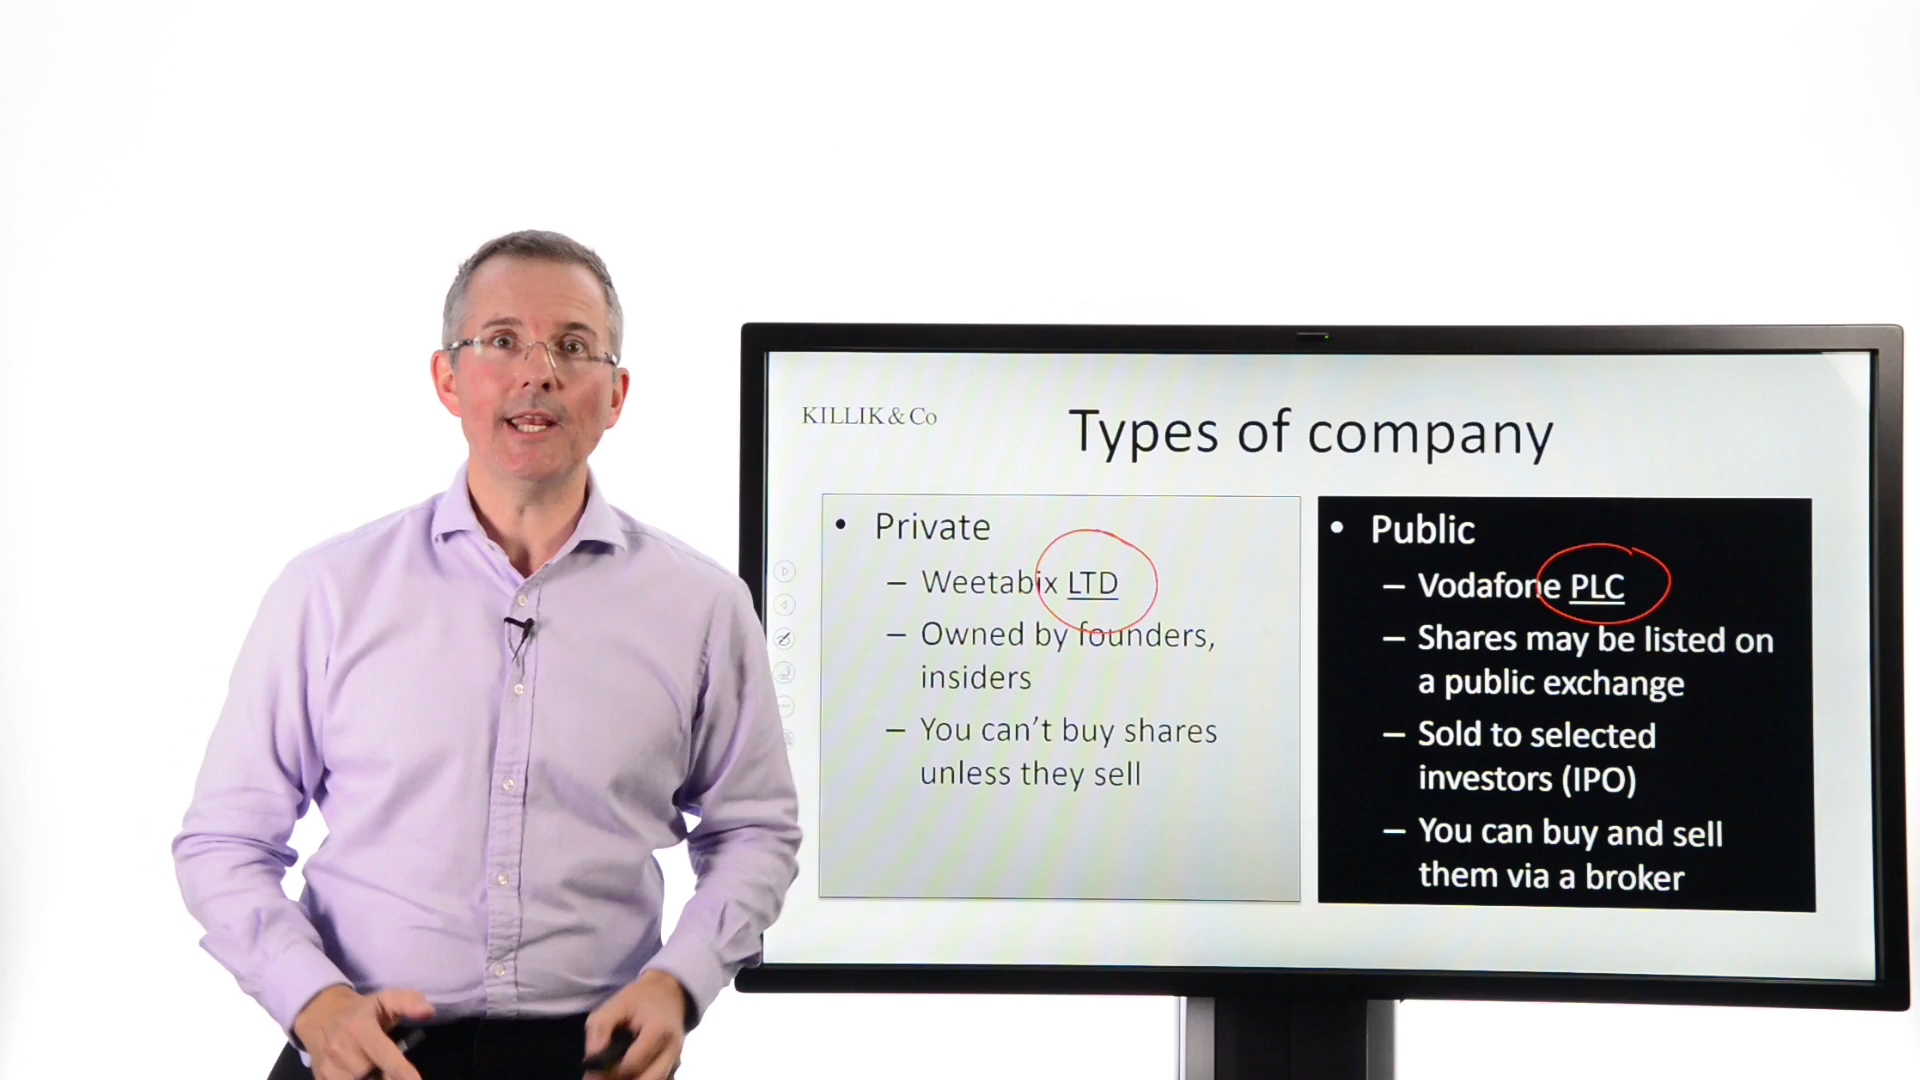 KILLIK & Co
Types of company
• Private
– Weetabix LTD
– Owned by founders,
insiders
– You can’t buy shares
unless they sell
• Public
– Vodafone PLC
– Shares may be listed on
a public exchange
– Sold to selected
investors (IPO)
– You can buy and sell
them via a broker